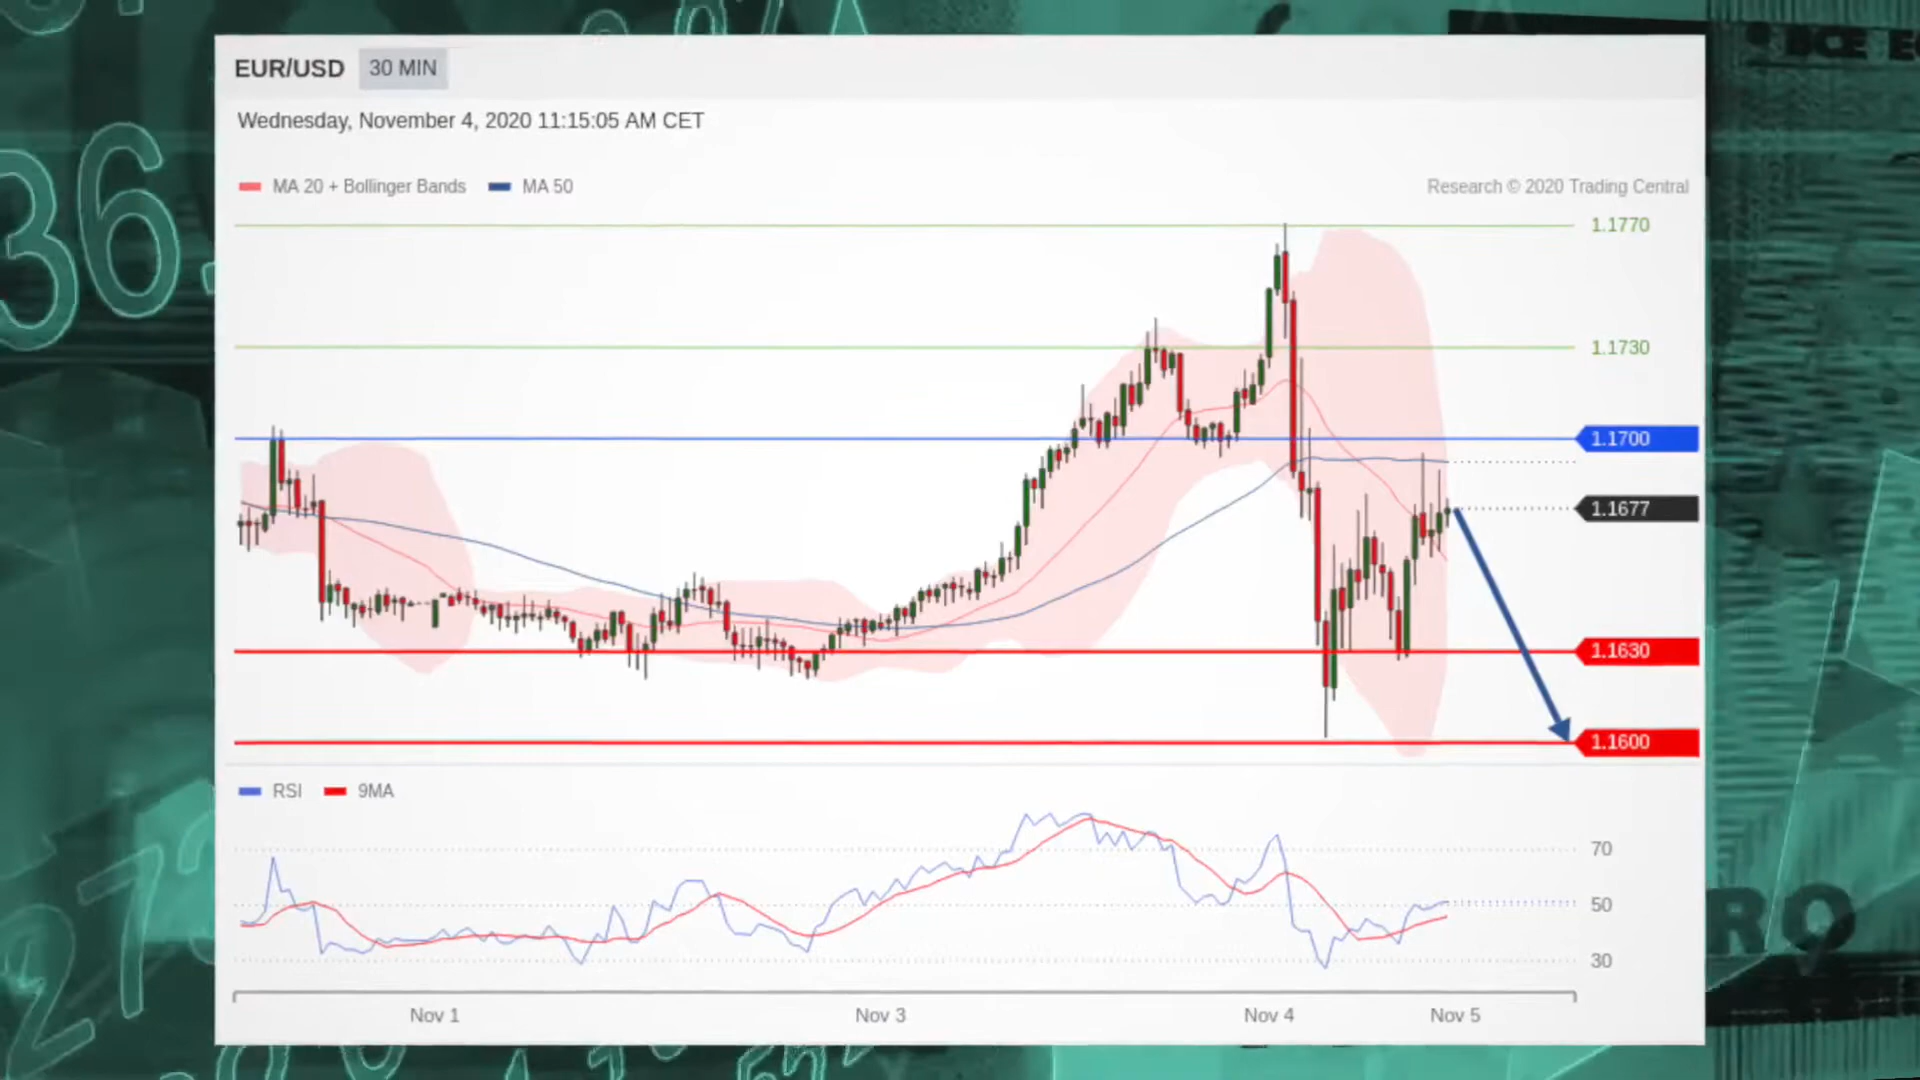 EUR/USD 30 MIN
Wednesday, November 4, 2020 11:15:05 AM CET
MA 20 + Bollinger Bands MA 50
Research © 2020 Trading Central
1.1770
1.1730
1.1700
1.1677
1.1630
1.1600
RSI 9MA
70
50
30
Nov 1 Nov 3 Nov 4 Nov 5
36.
27